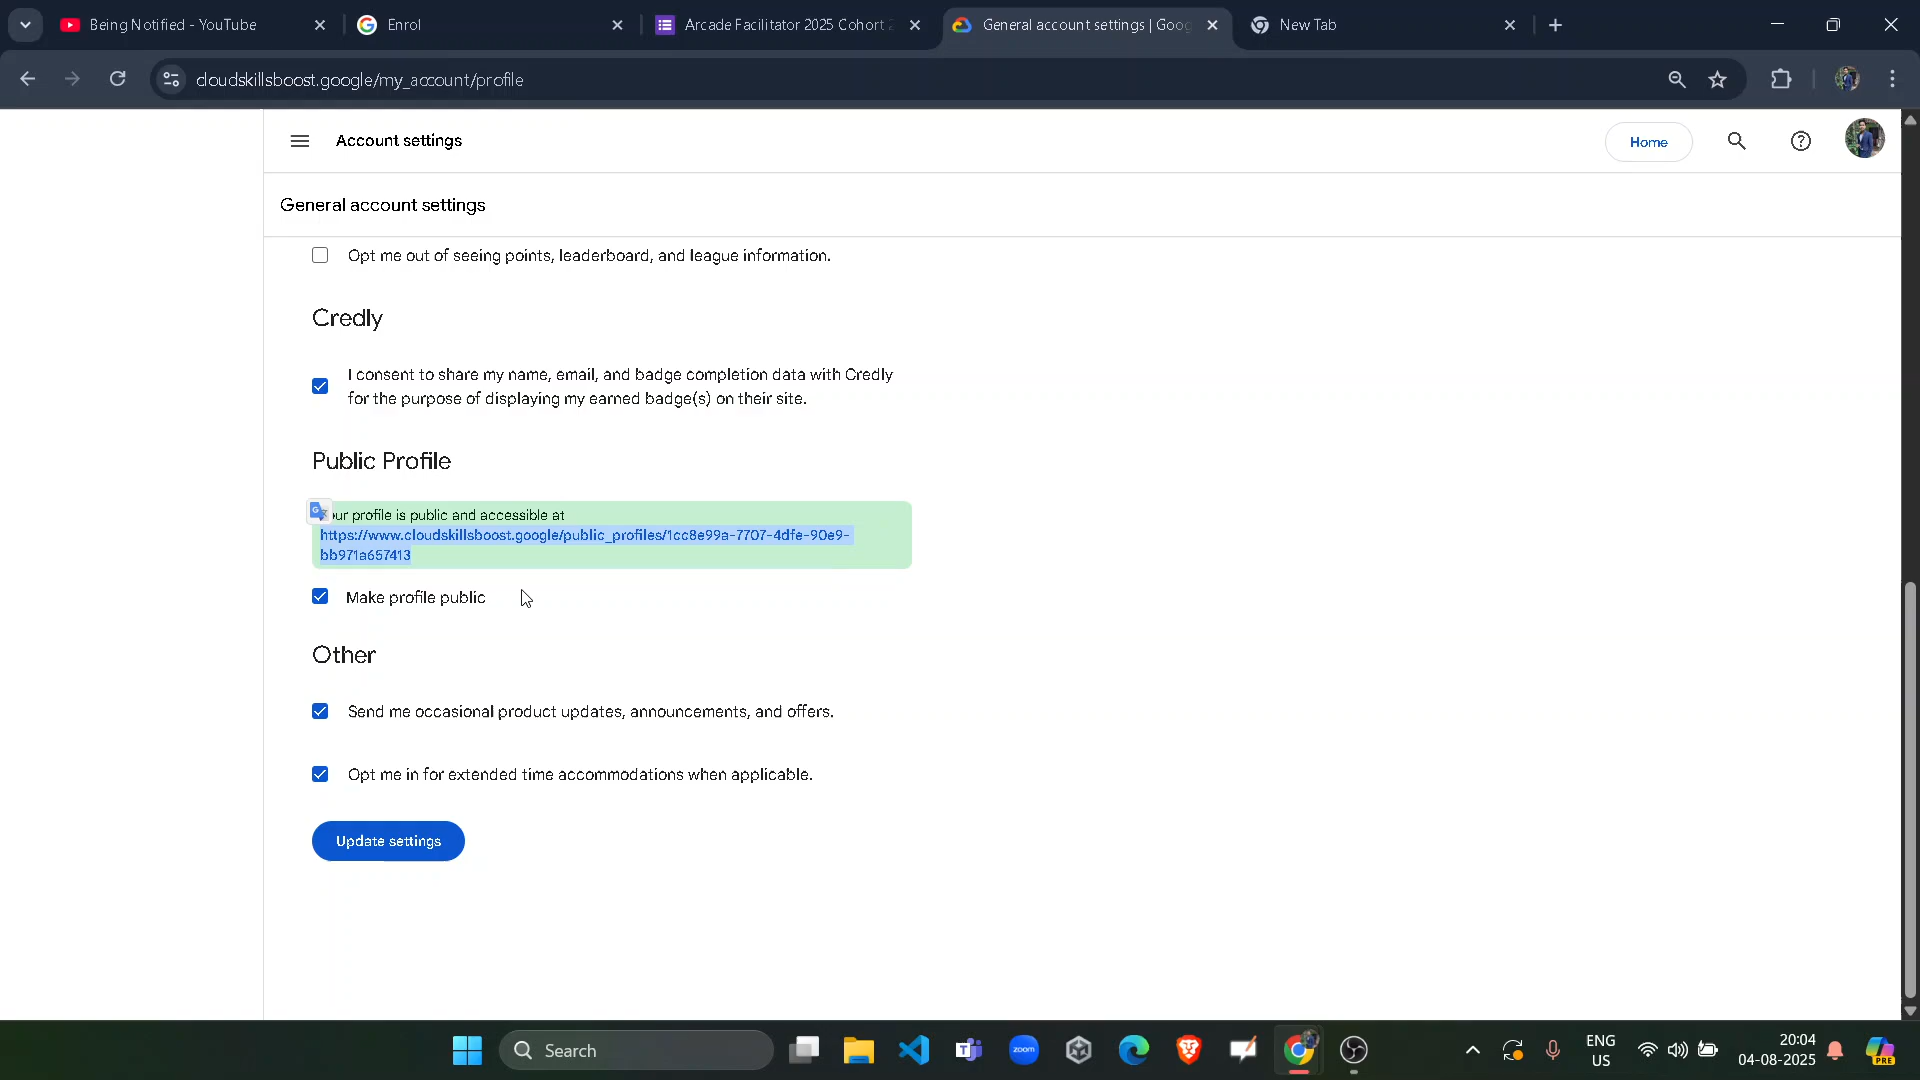 Being Notified - YouTube
Enrol
Arcade Facilitator 2025 Cohort
General account settings | Goog
New Tab
cloudskillsboost.google/my_account/profile
Account settings
Home
General account settings
Opt me out of seeing points, leaderboard, and league information.
Credly
I consent to share my name, email, and badge completion data with Credly
for the purpose of displaying my earned badge(s) on their site.
Public Profile
our profile is public and accessible at
https://www.cloudskillsboost.google/public_profiles/1cc8e99a-7707-4dfe-90e9-
bb971a657413
Make profile public
Other
Send me occasional product updates, announcements, and offers.
Opt me in for extended time accommodations when applicable.
Update settings
Search
zoom
ENG
US
20:04
04-08-2025
PRE